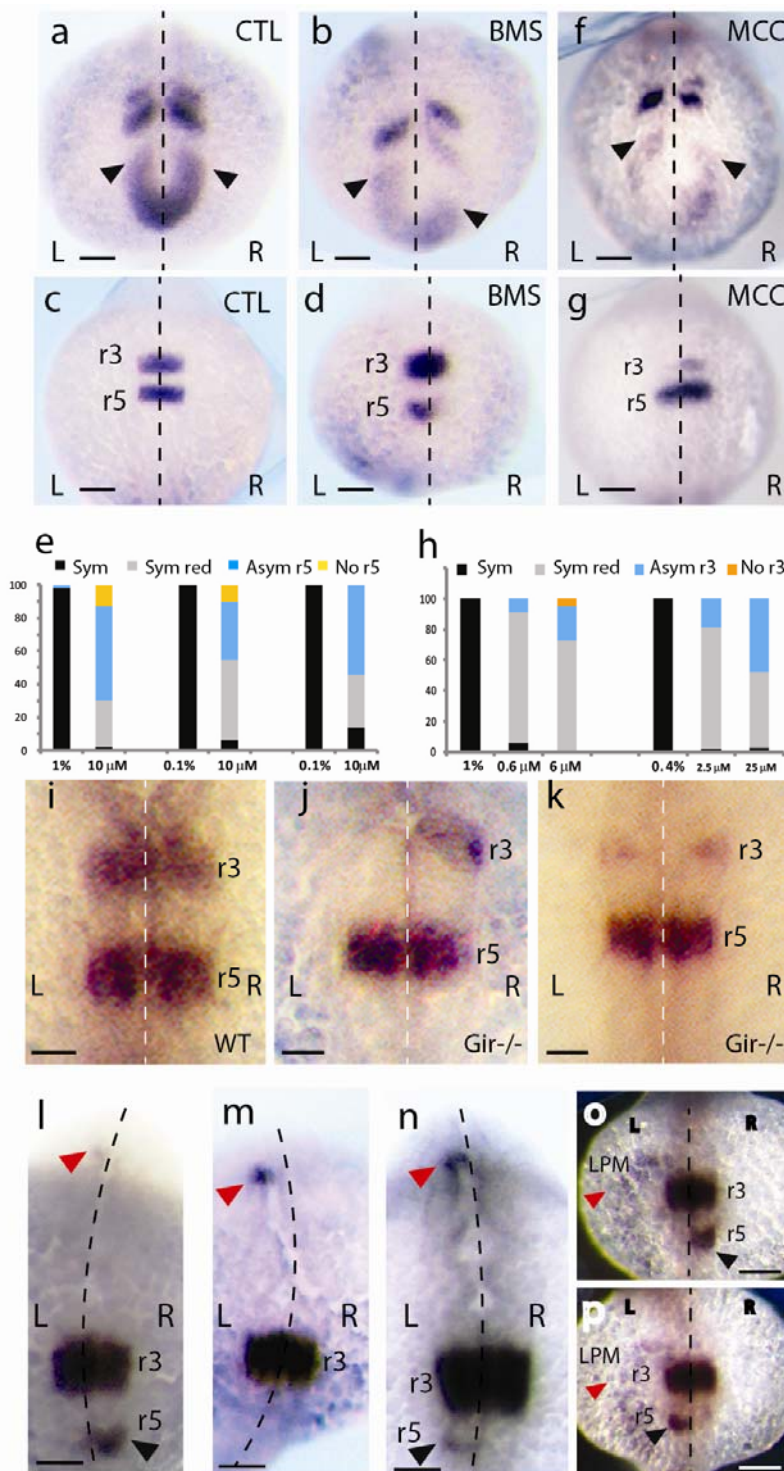 a CTL
b BMS
f MCC
L R
L R
L R
c CTL
d BMS
g MCC
r3
r5
r3
r5
r3
r5
L R
L R
L R
e
Sym Sym red Asym r5 No r5
100
80
60
40
20
0
1% 10 µM 0.1% 10 µM 0.1% 10µM
h
Sym Sym red Asym r3 No r3
100
80
60
40
20
0
1% 0.6 µM 6 µM 0.4% 2.5 µM 25 µM
i
r3
r5
L R
WT
j
r3
r5
L R
Gir-/-
k
r3
r5
L R
Gir-/-
l
L R
r3
r5
m
L R
r3
n
L R
r3
r5
o
L R
LPM
r3
r5
p
L R
LPM
r3
r5